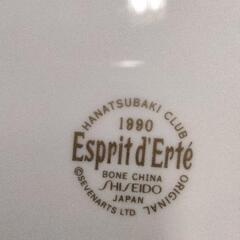 HANATSUBAKI CLUB ORIGINAL
1990
Esprit d'Erté
BONE CHINA
SHISEIDO
JAPAN
©SEVENARTS LTD.